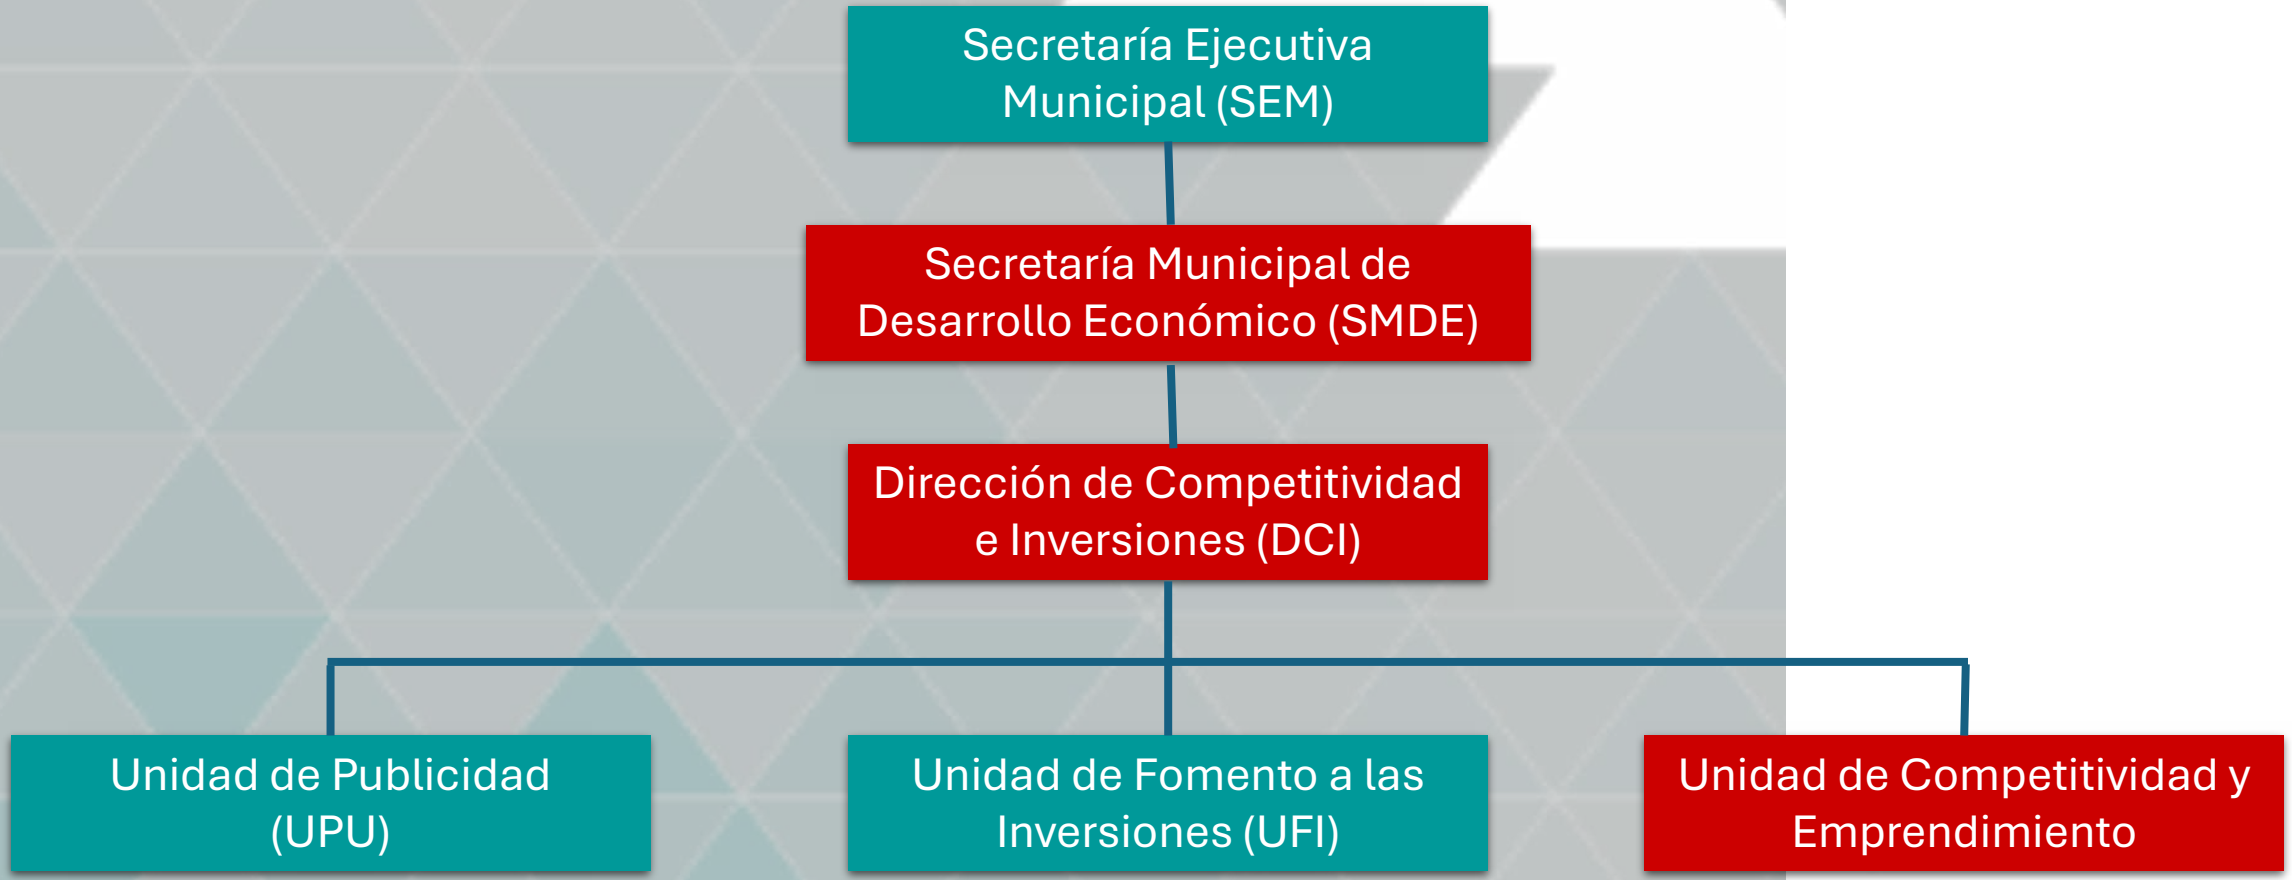 Secretaría Ejecutiva
Municipal (SEM)
Secretaría Municipal de
Desarrollo Económico (SMDE)
Dirección de Competitividad
e Inversiones (DCI)
Unidad de Publicidad
(UPU)
Unidad de Fomento a las
Inversiones (UFI)
Unidad de Competitividad y
Emprendimiento